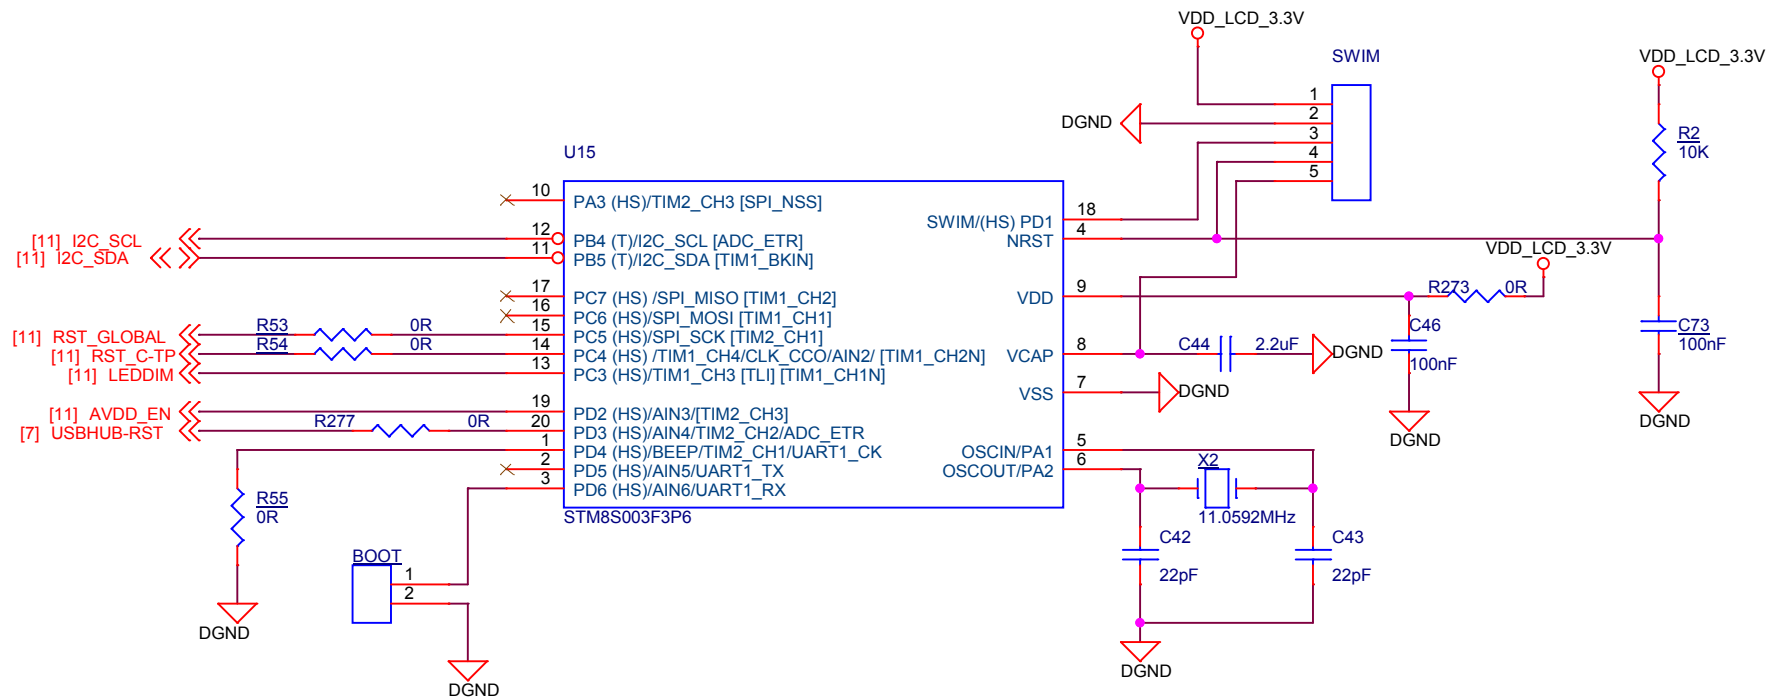 VDD_LCD_3.3V
SWIM
VDD_LCD_3.3V
1
2
3
4
5
DGND
R2
10K
U15
10 PA3 (HS)/TIM2_CH3 [SPI_NSS]
SWIM/(HS) PD1 18
[11] I2C_SCL 12 PB4 (T)/I2C_SCL [ADC_ETR]
NRST 4
[11] I2C_SDA 11 PB5 (T)/I2C_SDA [TIM1_BKIN]
VDD_LCD_3.3V
17 PC7 (HS) /SPI_MISO [TIM1_CH2]
VDD 9
R273 0R
16 PC6 (HS)/SPI_MOSI [TIM1_CH1]
C46
100nF
C73
100nF
[11] RST_GLOBAL R53 0R 15 PC5 (HS)/SPI_SCK [TIM2_CH1]
[11] RST_C-TP R54 0R 14 PC4 (HS) /TIM1_CH4/CLK_CCO/AIN2/ [TIM1_CH2N]
VCAP 8
C44 2.2uF DGND
[11] LEDDIM 13 PC3 (HS)/TIM1_CH3 [TLI] [TIM1_CH1N]
VSS 7 DGND
DGND
DGND
[11] AVDD_EN 19 PD2 (HS)/AIN3/[TIM2_CH3]
[7] USBHUB-RST R277 0R 20 PD3 (HS)/AIN4/TIM2_CH2/ADC_ETR
1 PD4 (HS)/BEEP/TIM2_CH1/UART1_CK
OSCIN/PA1 5
2 PD5 (HS)/AIN5/UART1_TX
OSCOUT/PA2 6
3 PD6 (HS)/AIN6/UART1_RX
X2
11.0592MHz
R55
0R
STM8S003F3P6
C42
22pF
C43
22pF
BOOT
1
2
DGND
DGND
DGND